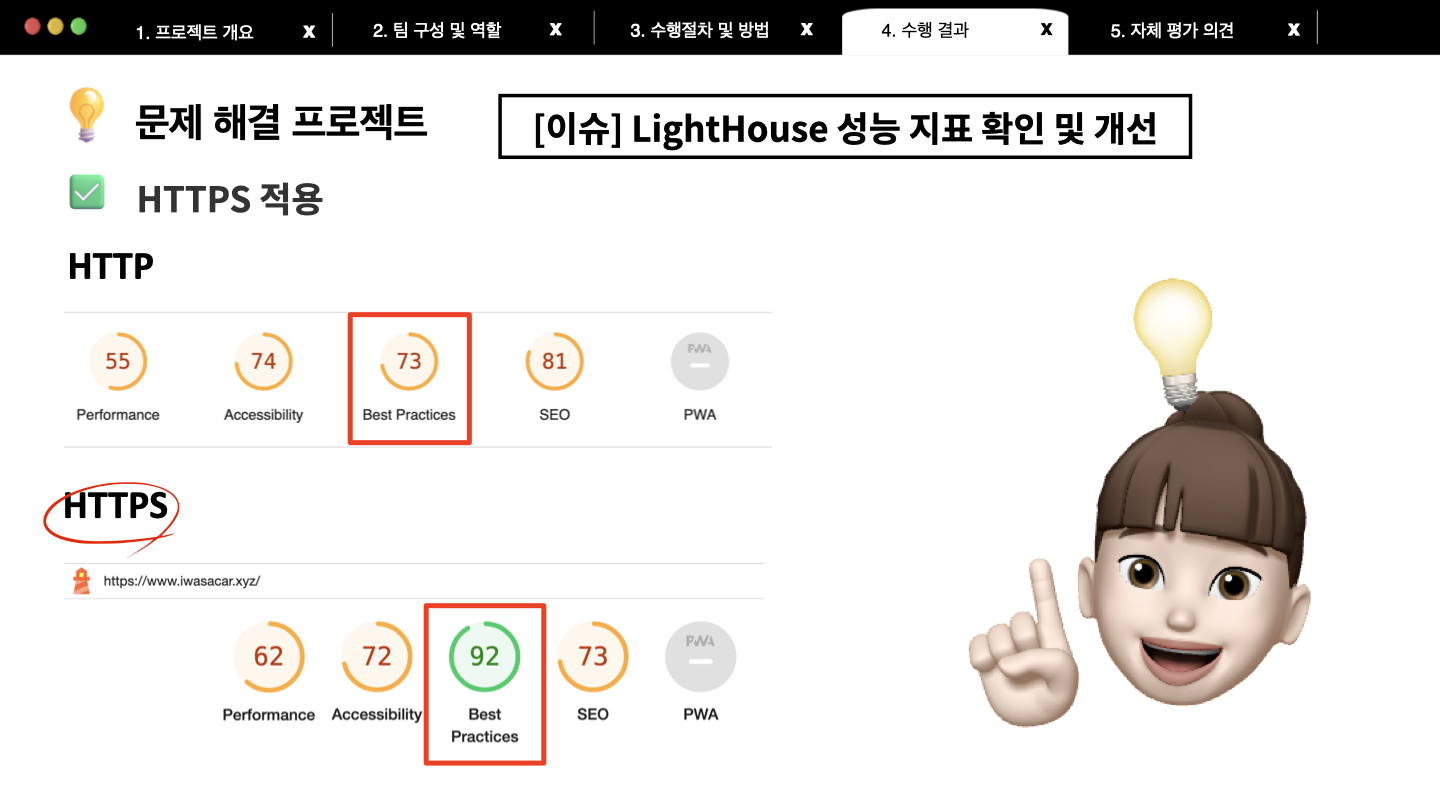 1. 프로젝트 개요 X 2. 팀 구성 및 역할 X 3. 수행절차 및 방법 X 4. 수행 결과 X 5. 자체 평가 의견 X
문제 해결 프로젝트
[이슈] LightHouse 성능 지표 확인 및 개선
HTTPS 적용
HTTP
55 74 73 81 PWA
Performance Accessibility Best Practices SEO PWA
HTTPS
https://www.iwasacar.xyz/
62 72 92 73 PWA
Performance Accessibility Best SEO PWA
Practices